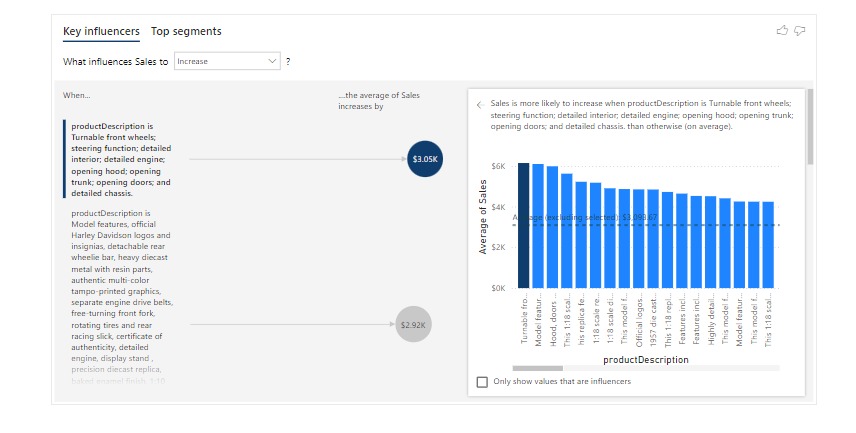 Key influencers Top segments
What influences Sales to Increase ?
When...
...the average of Sales
increases by
productDescription is
Turnable front wheels;
steering function; detailed
interior; detailed engine;
opening hood; opening
trunk; opening doors; and
detailed chassis.
$3.05K
productDescription is
Model features, official
Harley Davidson logos and
insignias, detachable rear
wheelie bar, heavy diecast
metal with resin parts,
authentic multi-color
tampo-printed graphics,
separate engine drive belts,
free-turning front fork,
rotating tires and rear
racing slick, certificate of
authenticity, detailed
engine, display stand ,
precision diecast replica,
baked enamel finish, 1:10
$2.92K
Sales is more likely to increase when productDescription is Turnable front wheels;
steering function; detailed interior; detailed engine; opening hood; opening trunk;
opening doors; and detailed chassis. than otherwise (on average).
Average of Sales
$6K
$4K
$2K
$0K
Average (excluding selected): $3,093.67
Turnable fro...
Model featur...
Hood, doors ...
This 1:18 scal...
his replica fe...
1:18 scale re...
1:18 scale di...
This model f...
Official logos...
1957 die cast...
This 1:18 repl...
Features incl...
Features incl...
Highly detail...
This model f...
Model featur...
This model f...
This 1:18 scal...
productDescription
Only show values that are influencers